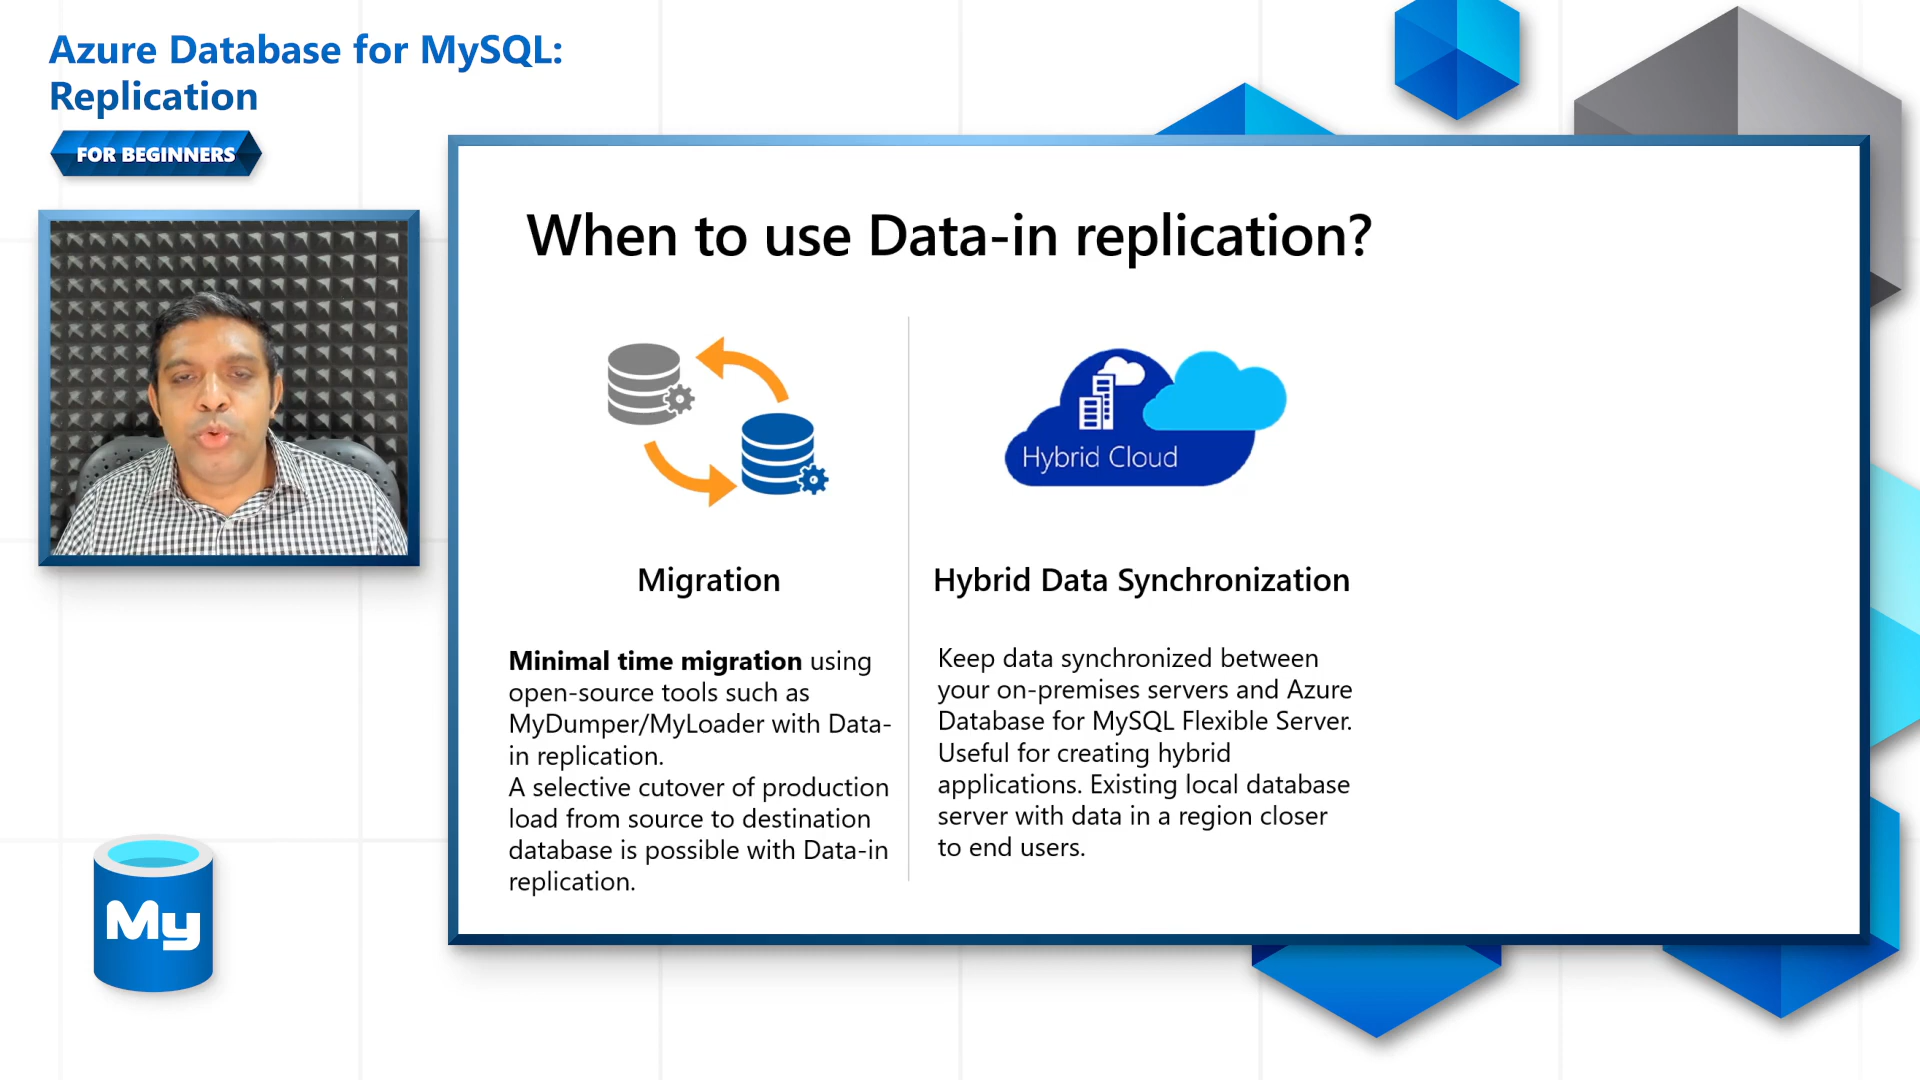 Azure Database for MySQL:
Replication
FOR BEGINNERS
When to use Data-in replication?
Hybrid Cloud
Migration
Minimal time migration using
open-source tools such as
MyDumper/MyLoader with Data-
in replication.
A selective cutover of production
load from source to destination
database is possible with Data-in
replication.
Hybrid Data Synchronization
Keep data synchronized between
your on-premises servers and Azure
Database for MySQL Flexible Server.
Useful for creating hybrid
applications. Existing local database
server with data in a region closer
to end users.
My